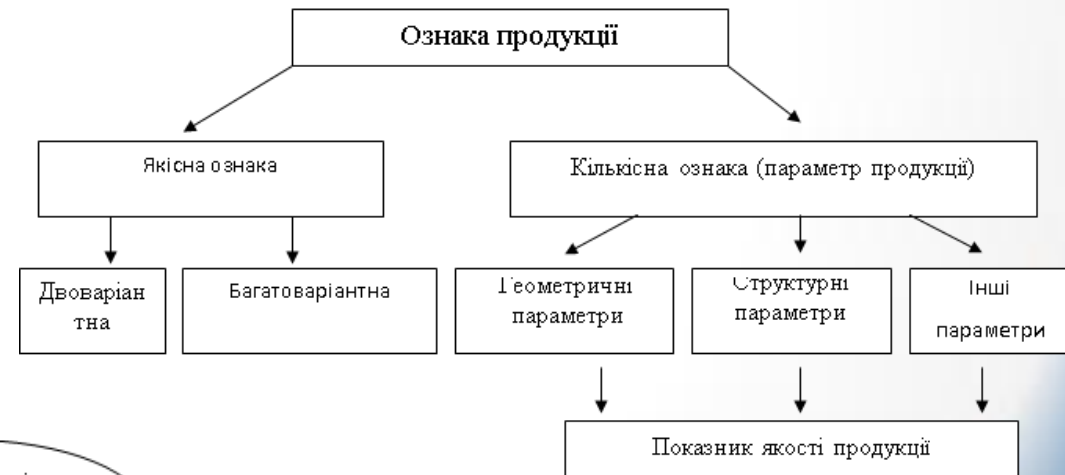 Ознака продукції
Якісна ознака
Кількісна ознака (параметр продукції)
Двоваріан
тна
Багатоваріантна
Геометричні
параметри
Структурні
параметри
Інші
параметри
Показник якості продукції